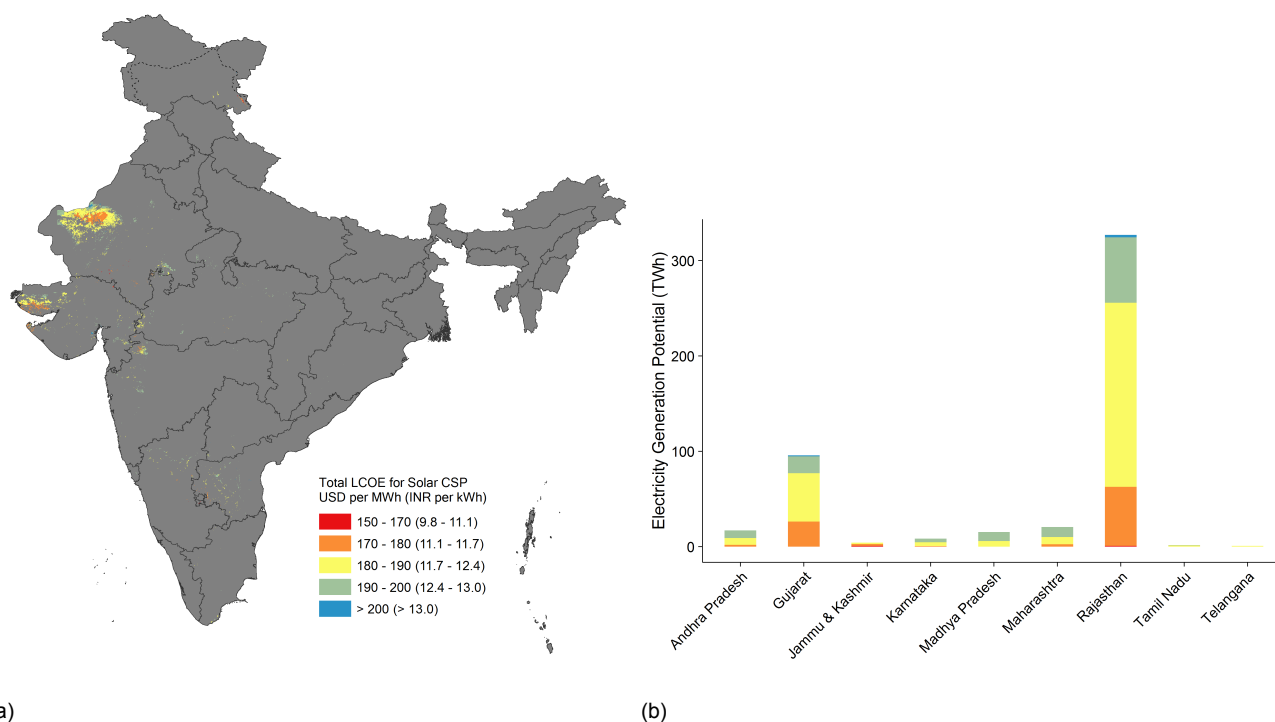 Total LCOE for Solar CSP
USD per MWh (INR per kWh)
150 - 170 (9.8 - 11.1)
170 - 180 (11.1 - 11.7)
180 - 190 (11.7 - 12.4)
190 - 200 (12.4 - 13.0)
> 200 (> 13.0)
a)
Electricity Generation Potential (TWh)
300
200
100
0
Andhra Pradesh
Gujarat
Jammu & Kashmir
Karnataka
Madhya Pradesh
Maharashtra
Rajasthan
Tamil Nadu
Telangana
(b)